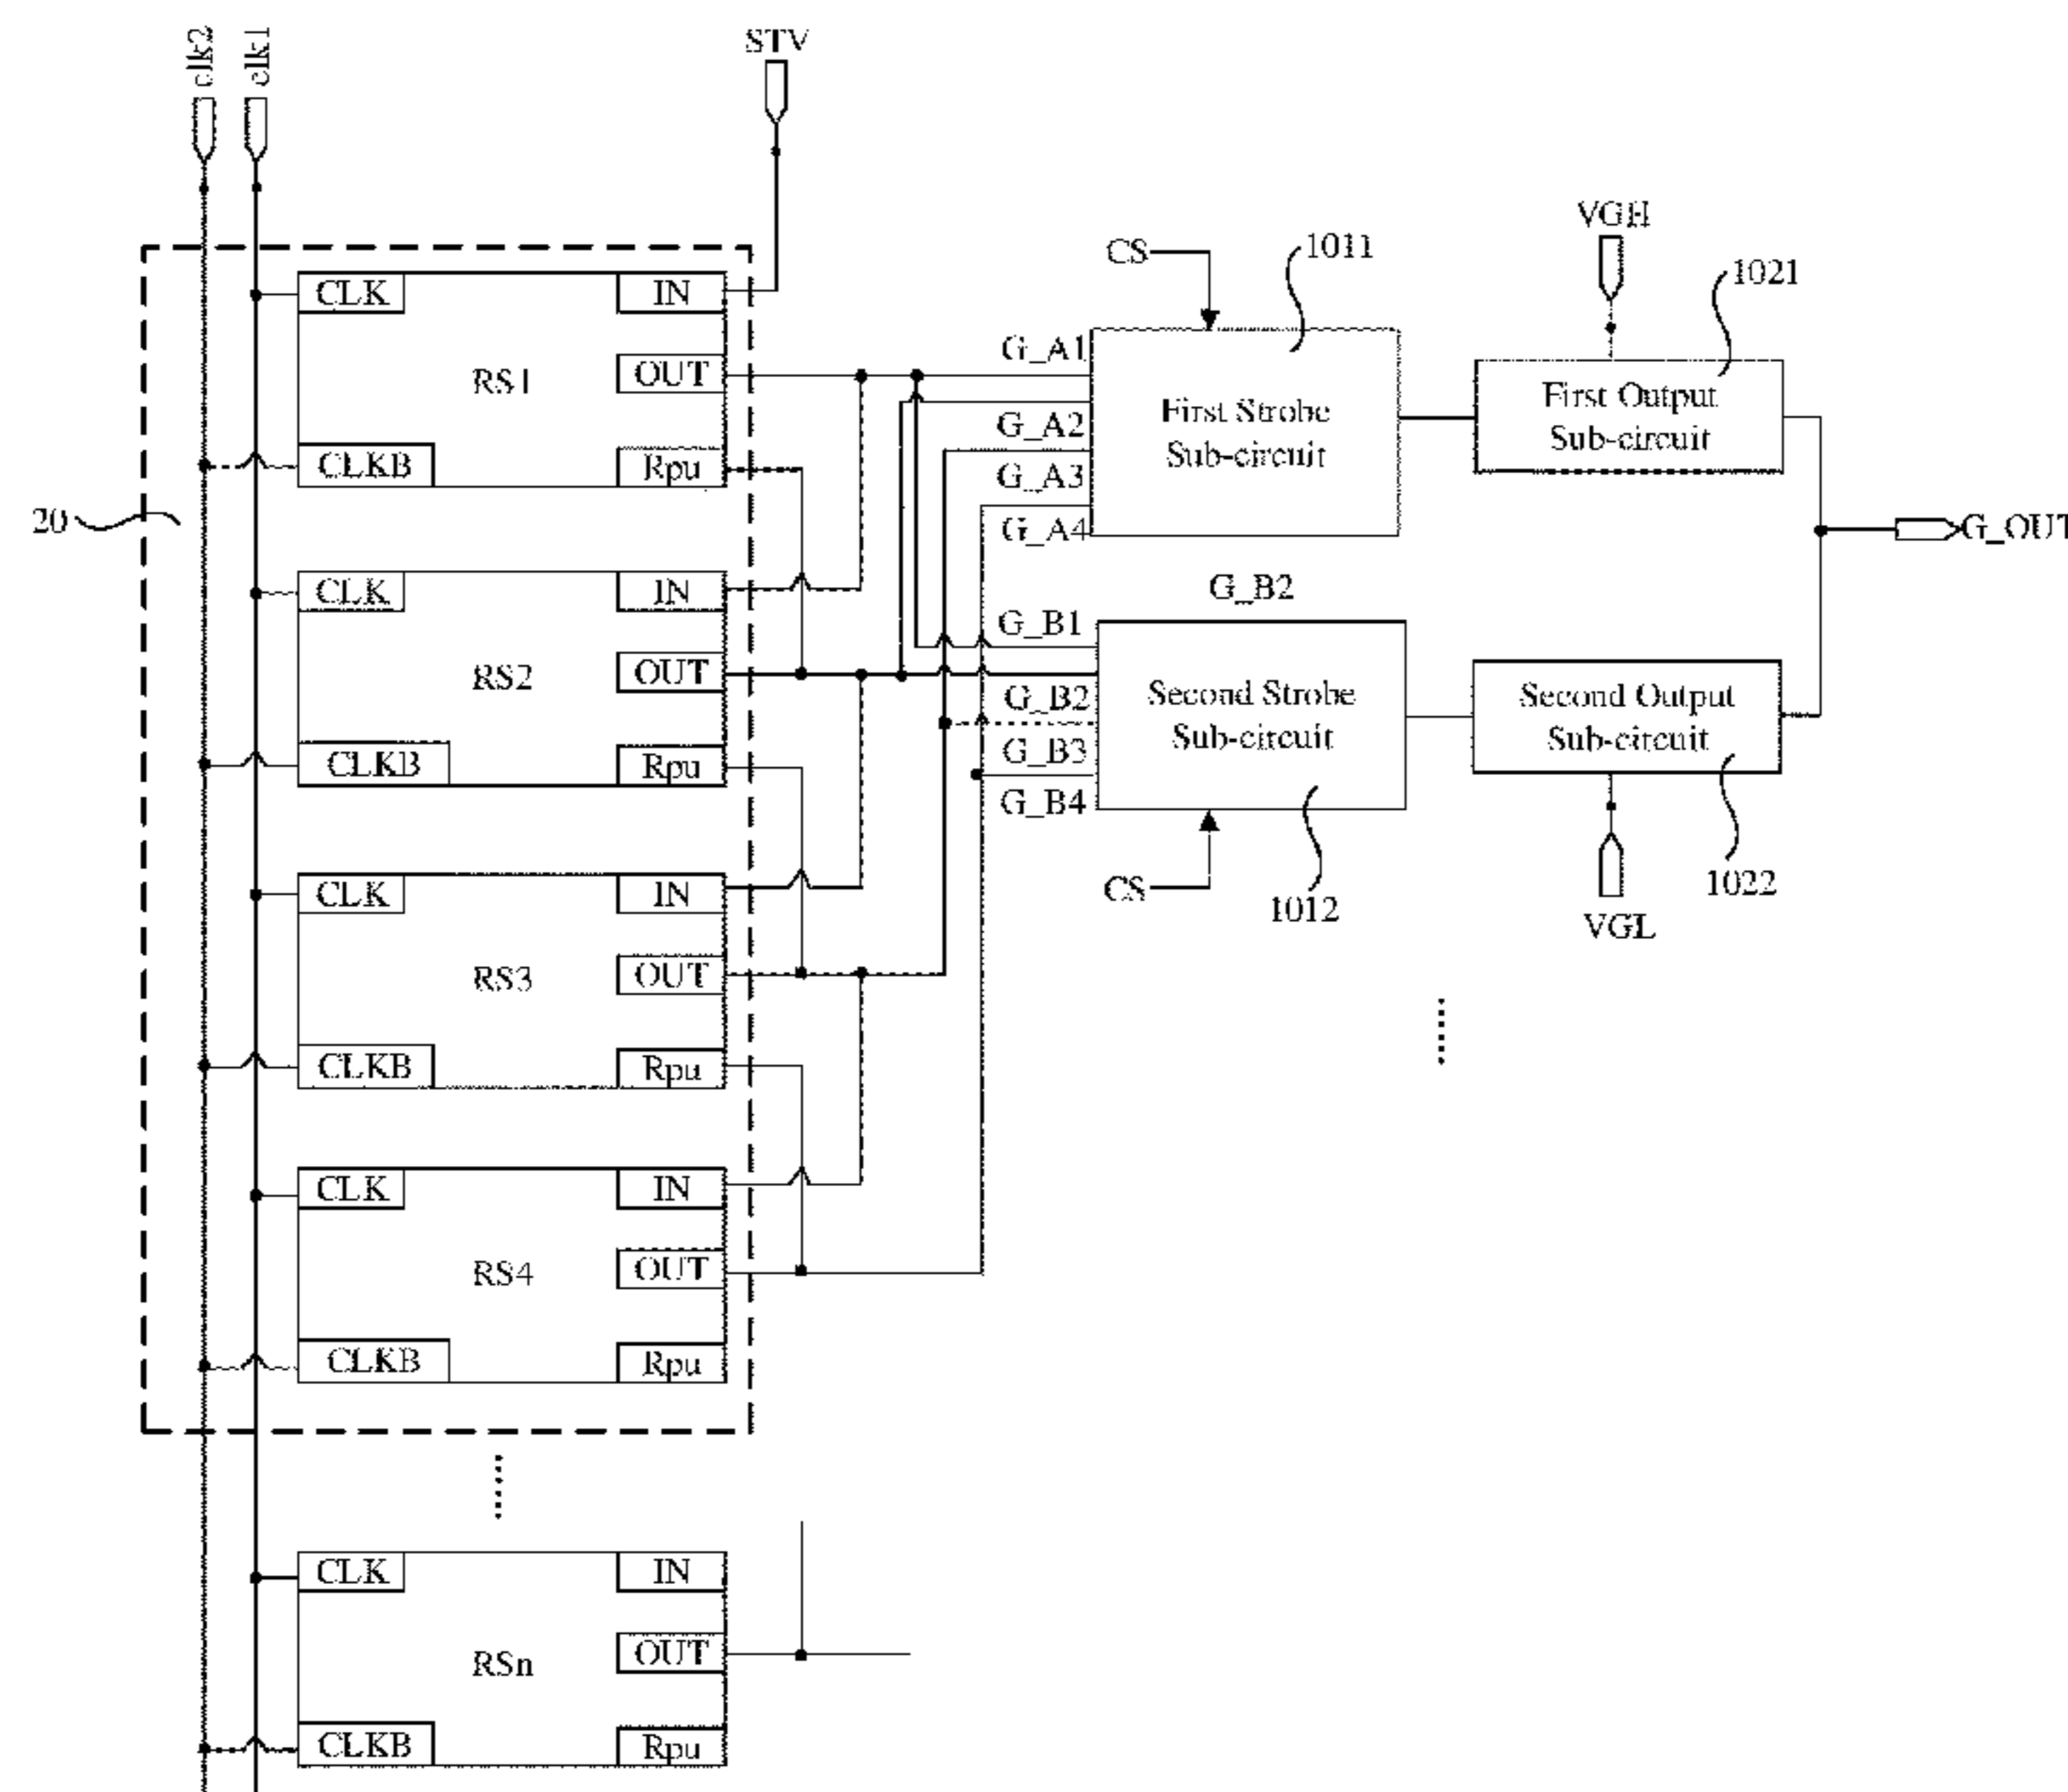 clk2
clk1
STV
CLK
IN
RS1
OUT
CLKB
Rpu
20
CLK
IN
RS2
OUT
CLKB
Rpu
CLK
IN
RS3
OUT
CLKB
Rpu
CLK
IN
RS4
OUT
CLKB
Rpu
CLK
IN
RSn
OUT
CLKB
Rpu
CS
1011
G_A1
G_A2
G_A3
G_A4
First Strobe
Sub-circuit
VGH
1021
First Output
Sub-circuit
G_OUT
G_B2
G_B1
G_B2
G_B3
G_B4
Second Strobe
Sub-circuit
CS
1012
Second Output
Sub-circuit
1022
VGL